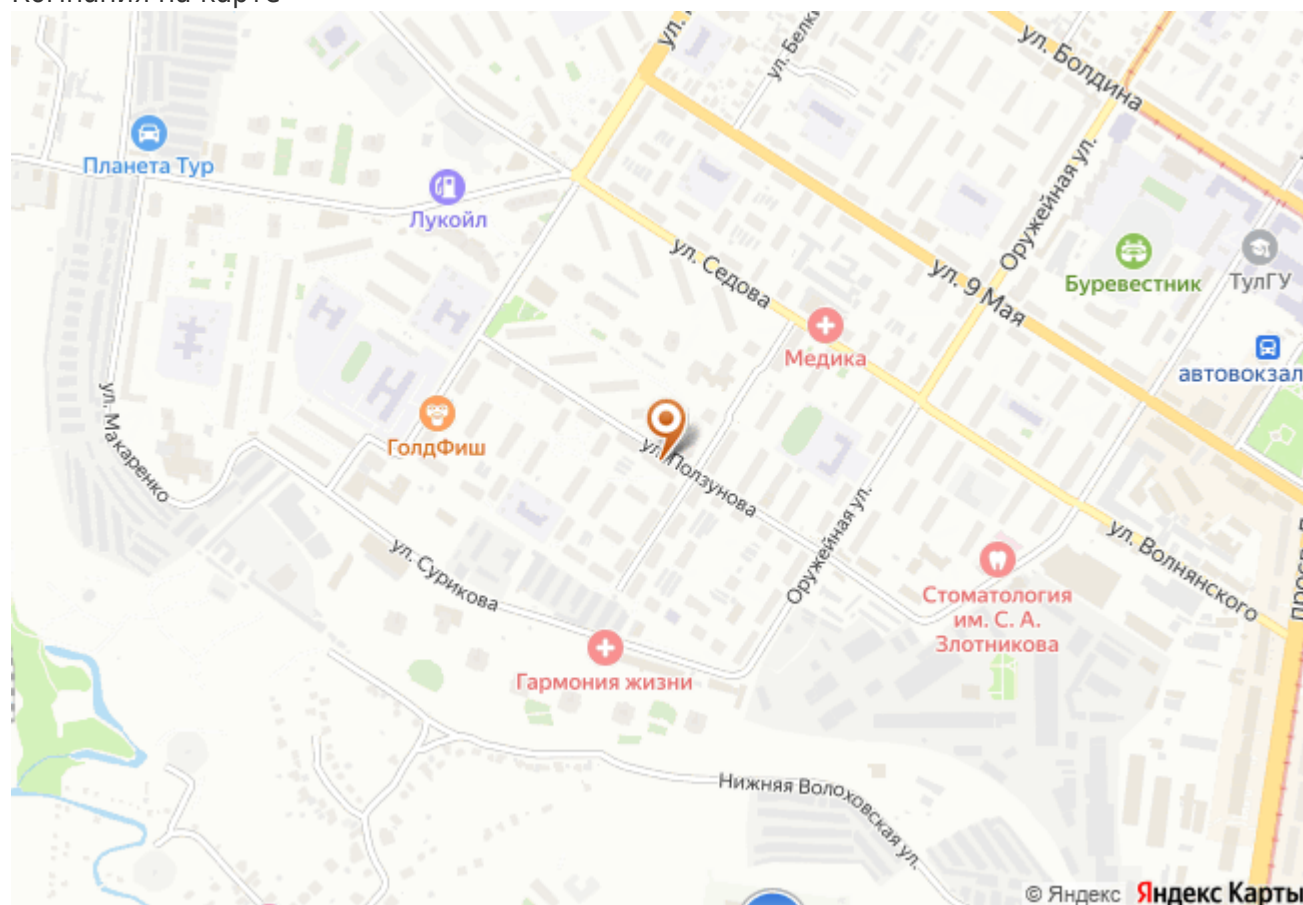 Компания на карте
ул. Белки
ул. Болдина
Планета Тур
Лукойл
Оружейная ул.
ул. Седова
ул. 9 Мая
Буревестник
ТулГУ
Медика
автовокзал
ул. Макаренко
ГолдФиш
ул. Ползунова
Оружейная ул.
ул. Волнянского
просп
ул. Сурикова
Стоматология
им. С. А.
Злотникова
Гармония жизни
Нижняя Волоховская ул.
© Яндекс Яндекс Карты